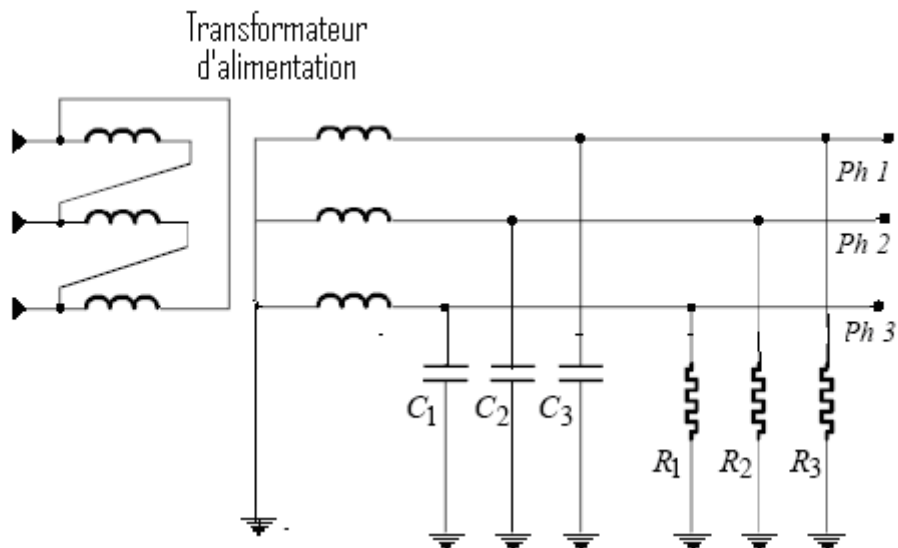 Transformateur
d'alimentation
Ph 1
Ph 2
Ph 3
C1 C2 C3
R1 R2 R3